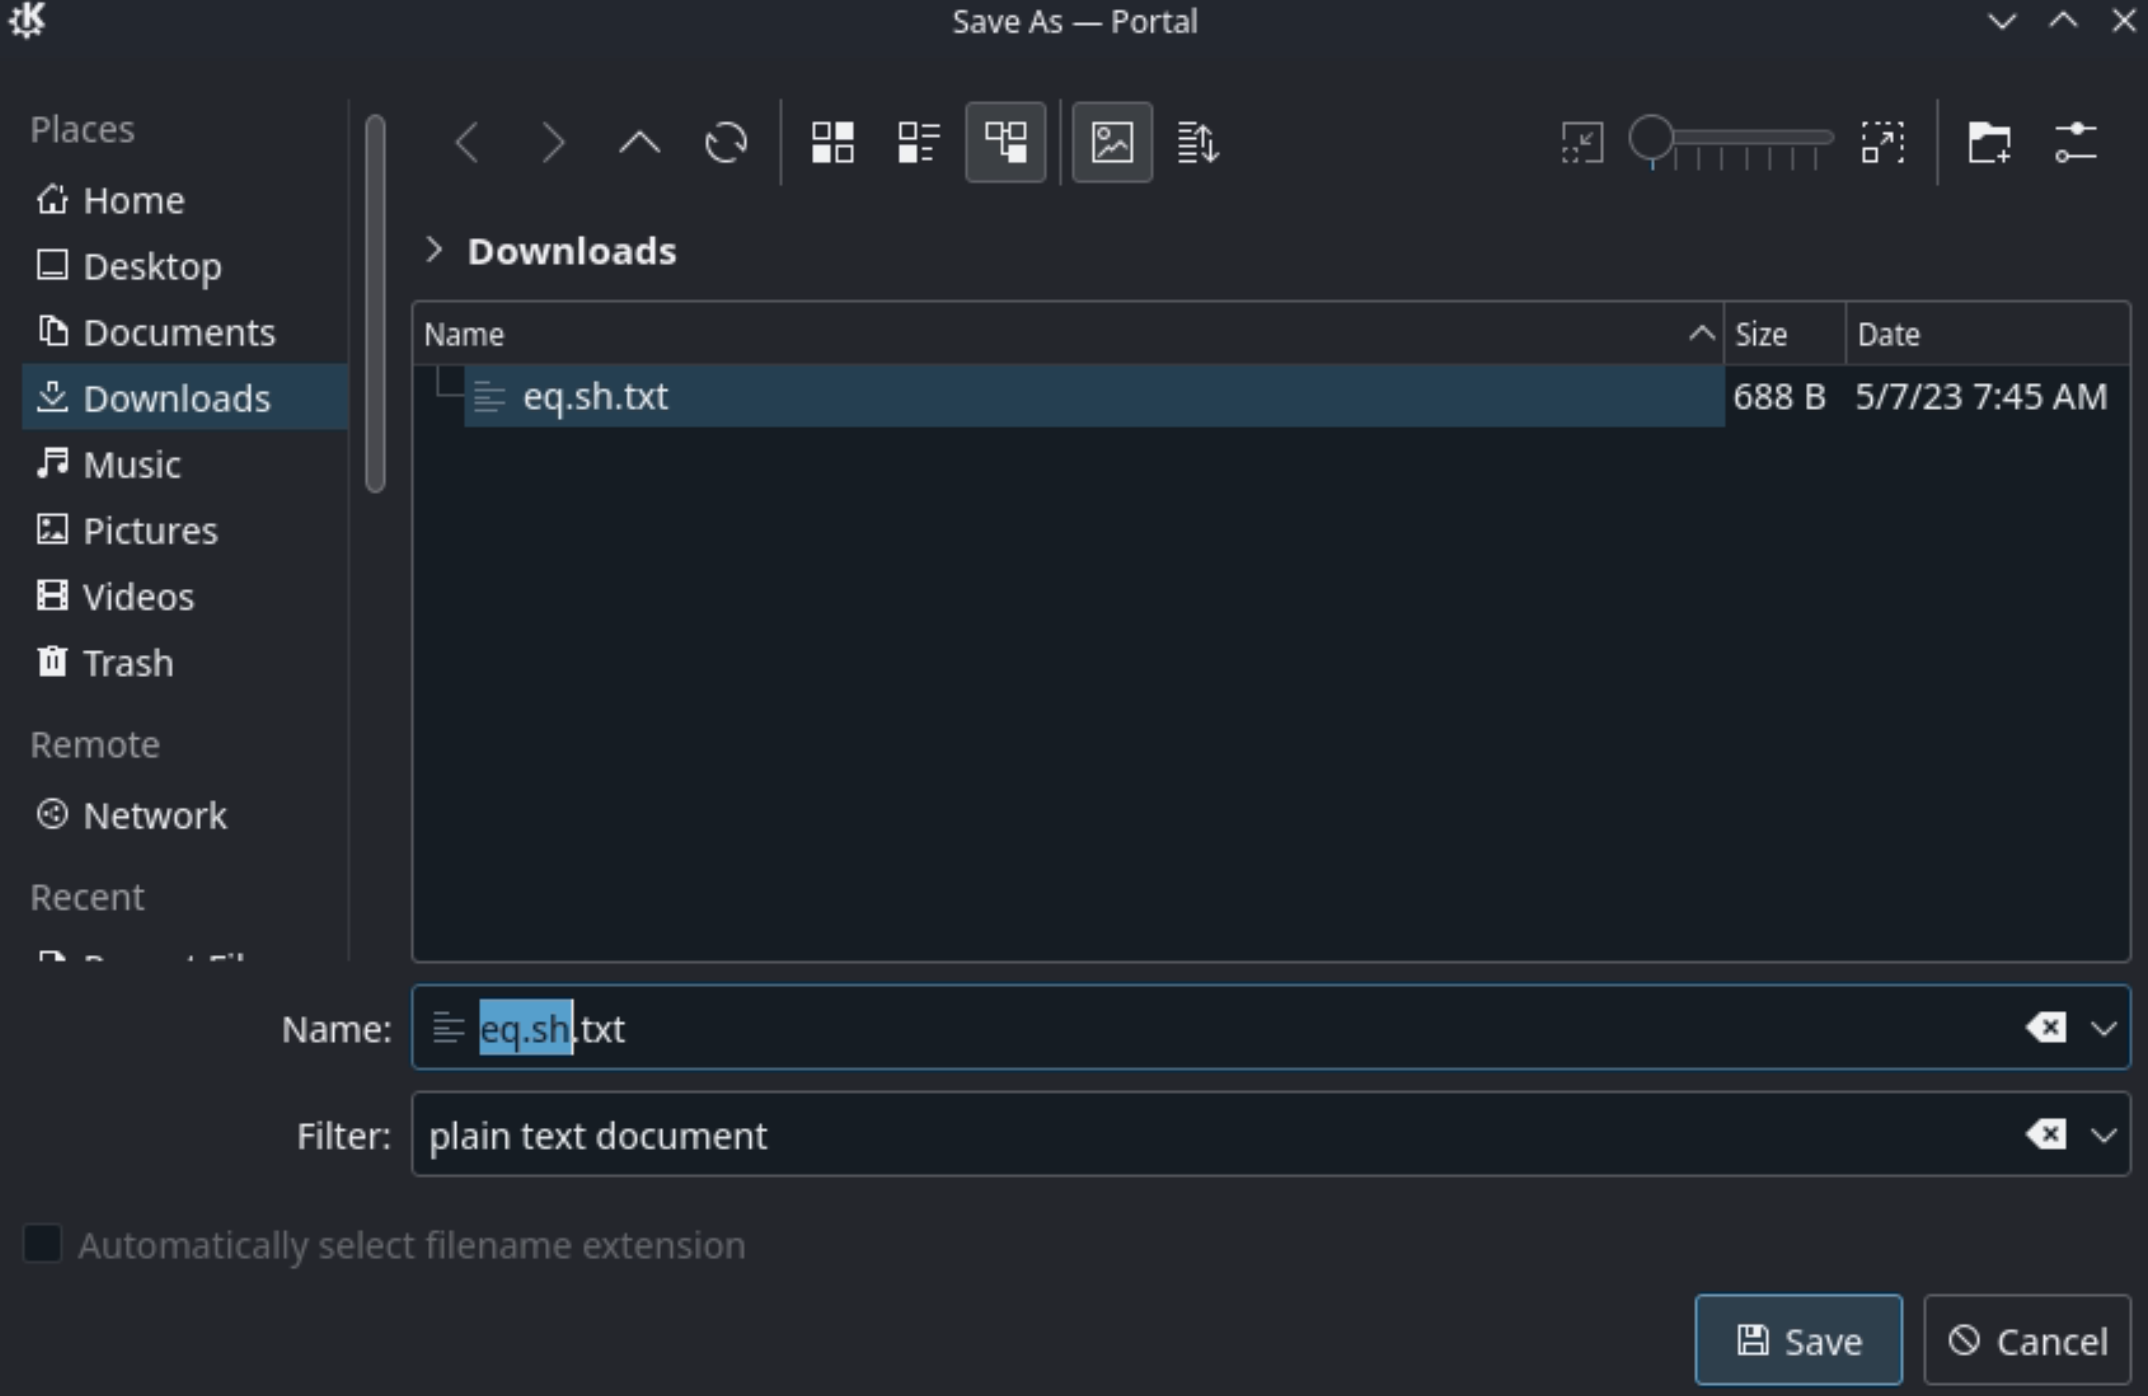 Save As — Portal
Places
Home
Desktop
Documents
Downloads
Music
Pictures
Videos
Trash
Remote
Network
Recent
Downloads
Name Size Date
eq.sh.txt 688 B 5/7/23 7:45 AM
Name: eq.sh.txt
Filter: plain text document
Automatically select filename extension
Save Cancel